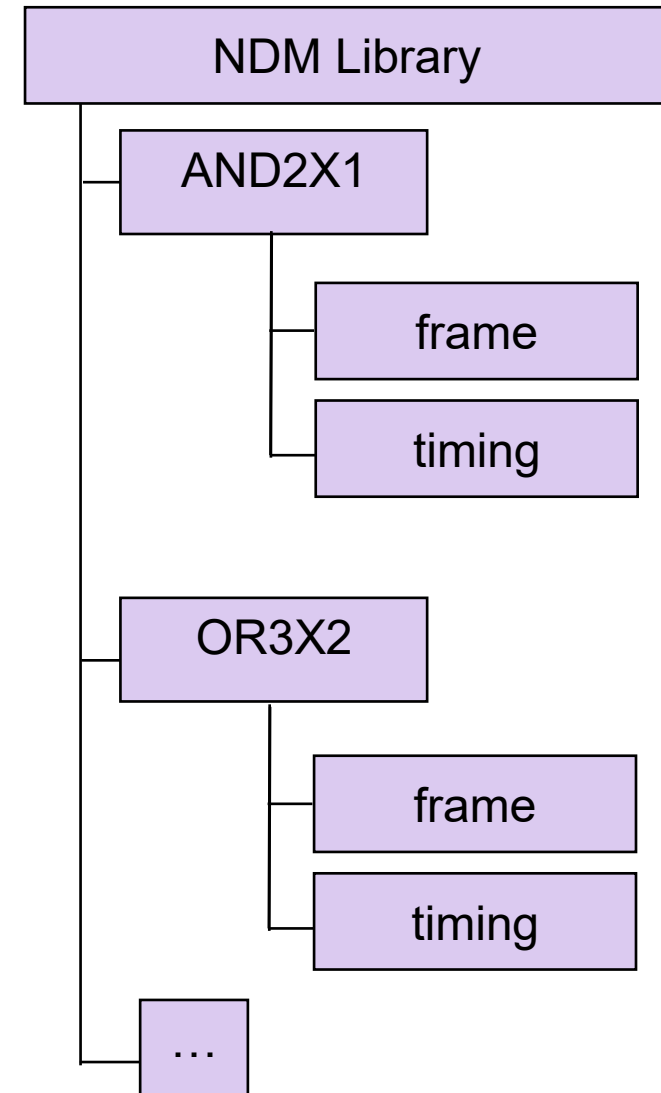 NDM Library
AND2X1
frame
timing
OR3X2
frame
timing
…